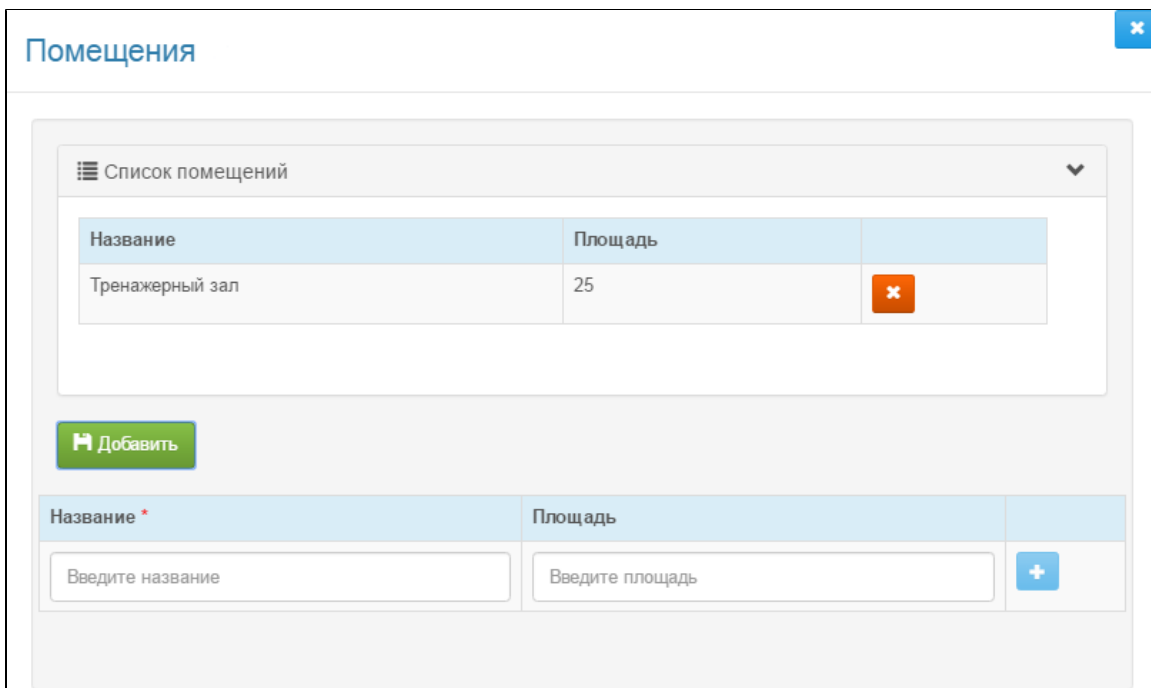 Помещения
Список помещений
Название Площадь
Тренажерный зал 25
Добавить
Название * Площадь
Введите название Введите площадь